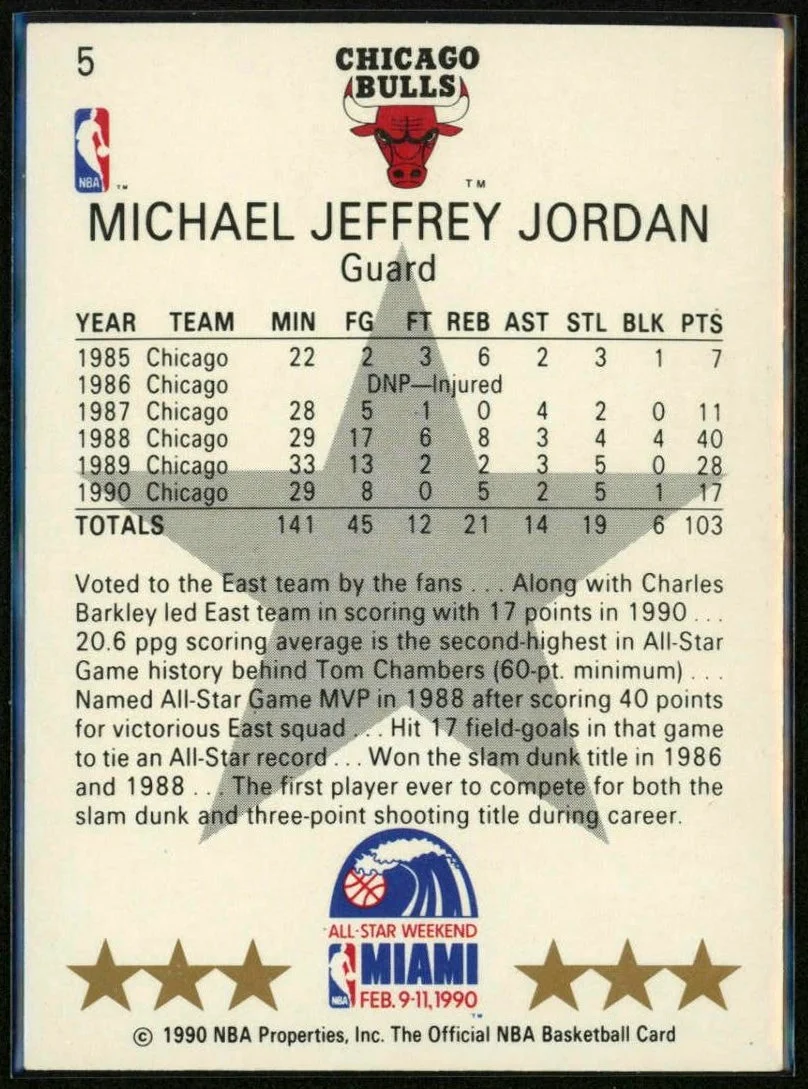 5
CHICAGO
BULLS
NBA ™
™
MICHAEL JEFFREY JORDAN
Guard
YEAR TEAM MIN FG FT REB AST STL BLK PTS
1985 Chicago 22 2 3 6 2 3 1 7
1986 Chicago DNP—Injured
1987 Chicago 28 5 1 0 4 2 0 11
1988 Chicago 29 17 6 8 3 4 4 40
1989 Chicago 33 13 2 2 3 5 0 28
1990 Chicago 29 8 0 5 2 5 1 17
TOTALS 141 45 12 21 14 19 6 103
Voted to the East team by the fans . . . Along with Charles
Barkley led East team in scoring with 17 points in 1990 . . .
20.6 ppg scoring average is the second-highest in All-Star
Game history behind Tom Chambers (60-pt. minimum) . . .
Named All-Star Game MVP in 1988 after scoring 40 points
for victorious East squad . . . Hit 17 field-goals in that game
to tie an All-Star record . . . Won the slam dunk title in 1986
and 1988 . . . The first player ever to compete for both the
slam dunk and three-point shooting title during career.
ALL-STAR WEEKEND
MIAMI
NBA FEB. 9-11, 1990
™
© 1990 NBA Properties, Inc. The Official NBA Basketball Card